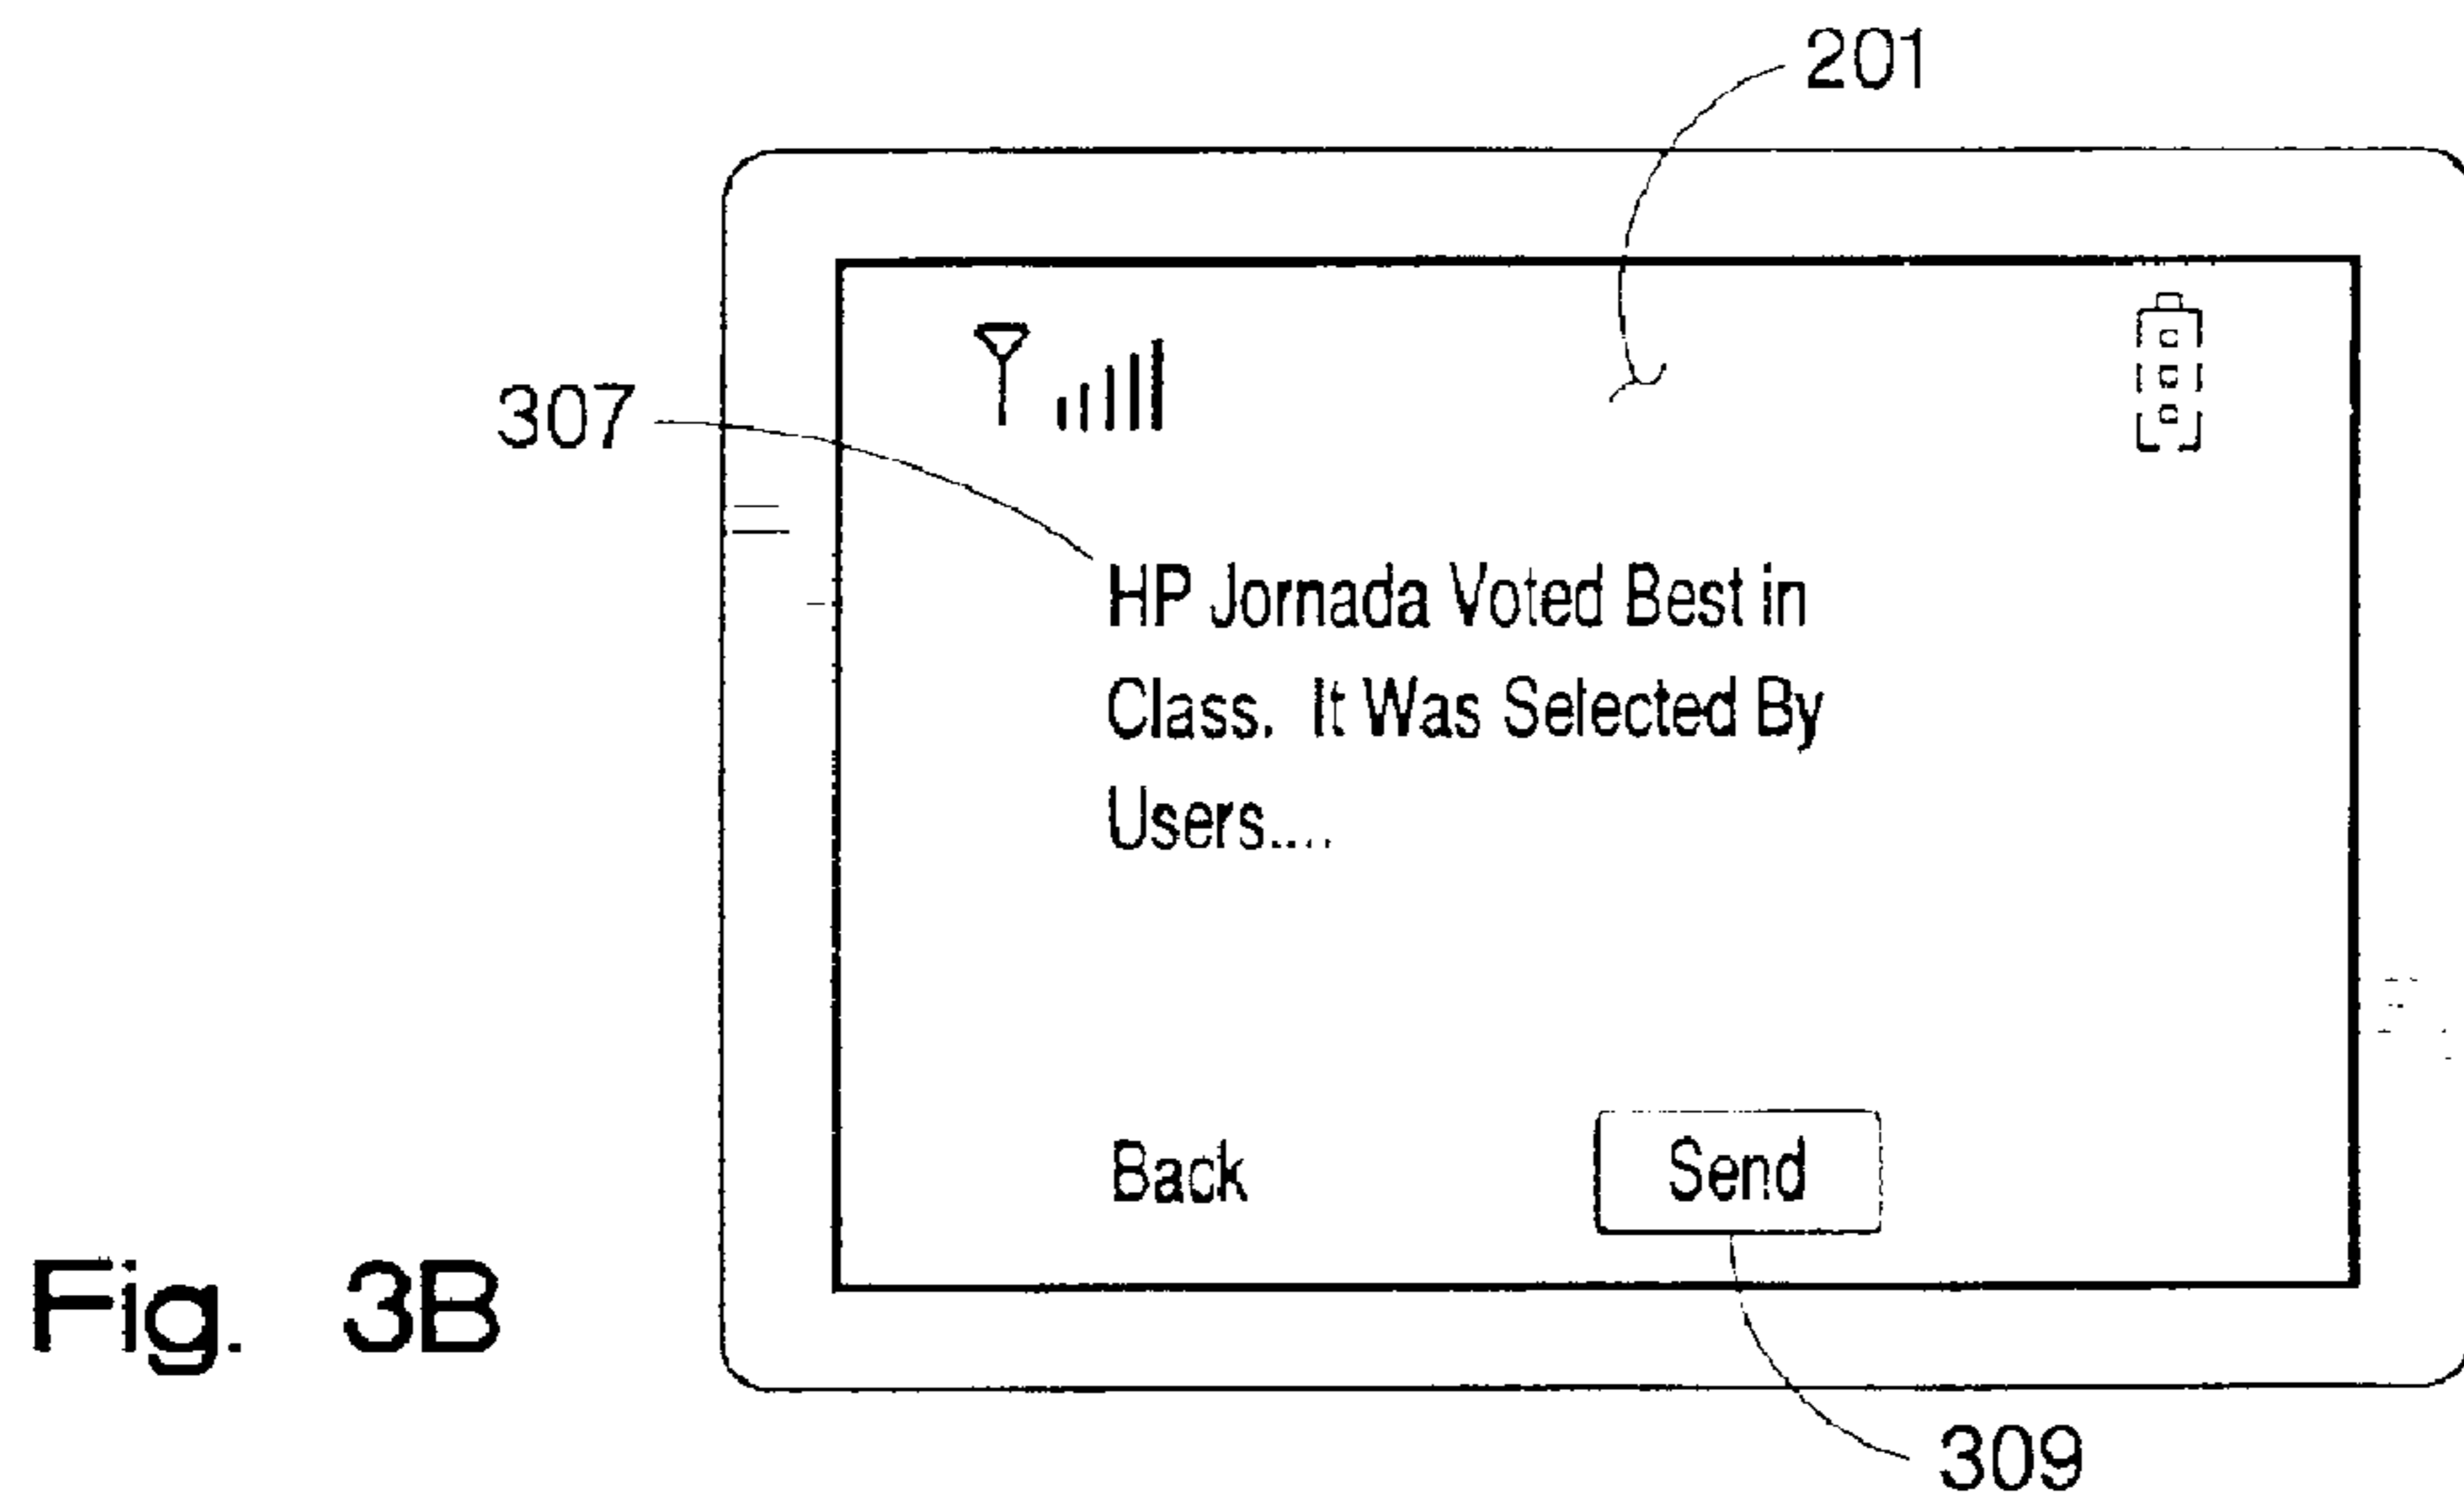 201
307
HP Jornada Voted Best in
Class. It Was Selected By
Users....
Back Send
Fig. 3B
309